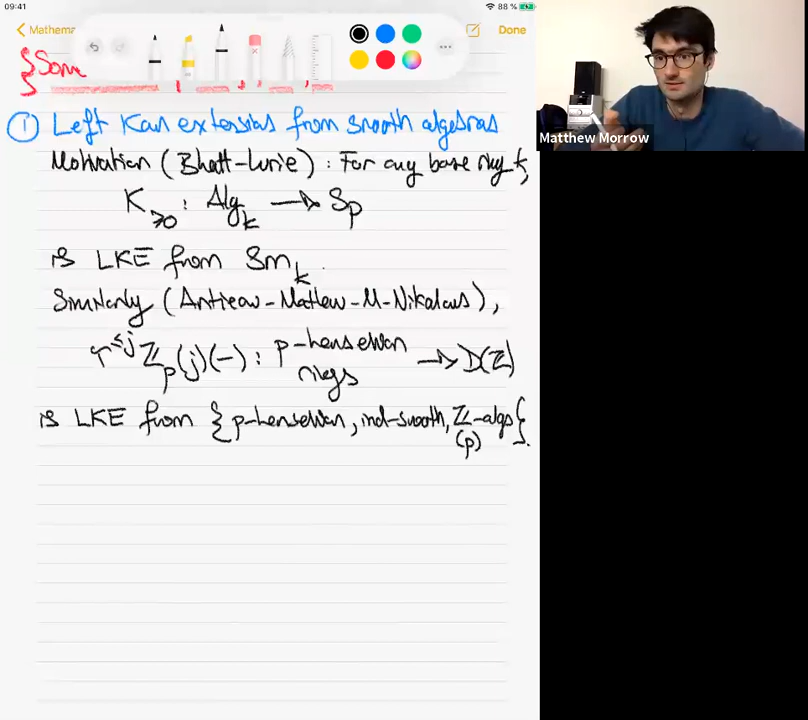 09:41
88 %
Mathema
Done
{Som
① Left Kan extensions from smooth algebras
Motivation (Bhatt-Lurie): For any base ring k,
K≥0 : Alg_k → Sp
is LKE from Sm_k.
Similarly (Antieau-Mathew-M-Nikolaus),
τ^{≤j} ℤ_p(j)(-) : p-henselian rings → D(ℤ)
is LKE from {p-henselian, ind-smooth, ℤ_(p)-algs}.
Matthew Morrow